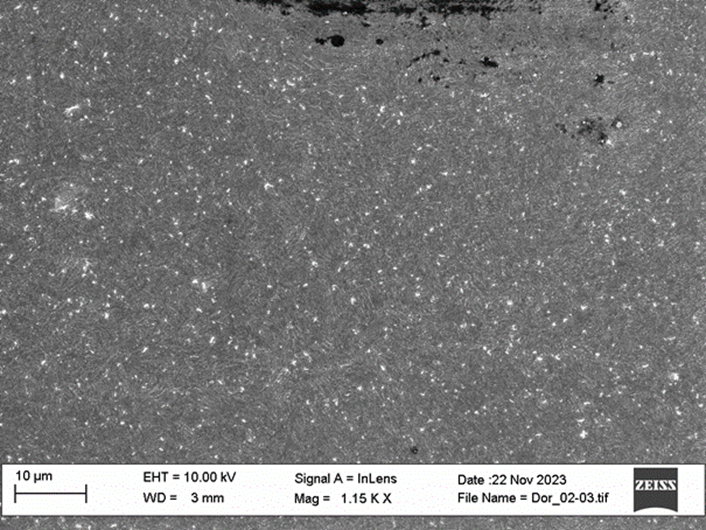 10 µm
EHT = 10.00 kV
Signal A = InLens
Date :22 Nov 2023
WD = 3 mm
Mag = 1.15 K X
File Name = Dor_02-03.tif
ZEISS